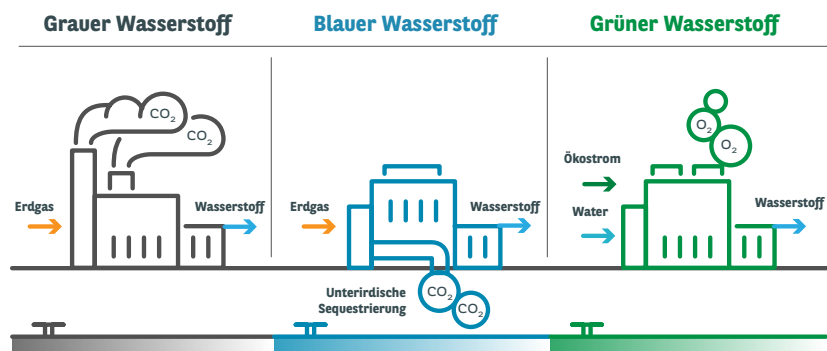 Grauer Wasserstoff
Blauer Wasserstoff
Grüner Wasserstoff
CO₂
CO₂
Erdgas
Wasserstoff
Erdgas
Wasserstoff
Unterirdische
Sequestrierung
CO₂
CO₂
O₂
O₂
Ökostrom
Water
Wasserstoff